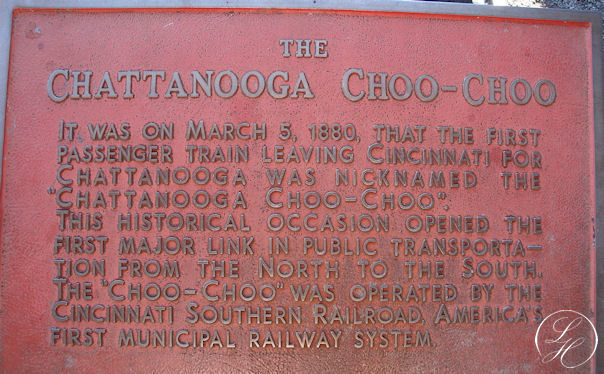 THE
CHATTANOOGA CHOO-CHOO
IT WAS ON MARCH 5, 1880, THAT THE FIRST
PASSENGER TRAIN LEAVING CINCINNATI FOR
CHATTANOOGA WAS NICKNAMED THE
"CHATTANOOGA CHOO-CHOO".
THIS HISTORICAL OCCASION OPENED THE
FIRST MAJOR LINK IN PUBLIC TRANSPORTA-
TION FROM THE NORTH TO THE SOUTH.
THE "CHOO-CHOO" WAS OPERATED BY THE
CINCINNATI SOUTHERN RAILROAD, AMERICA'S
FIRST MUNICIPAL RAILWAY SYSTEM.
LH